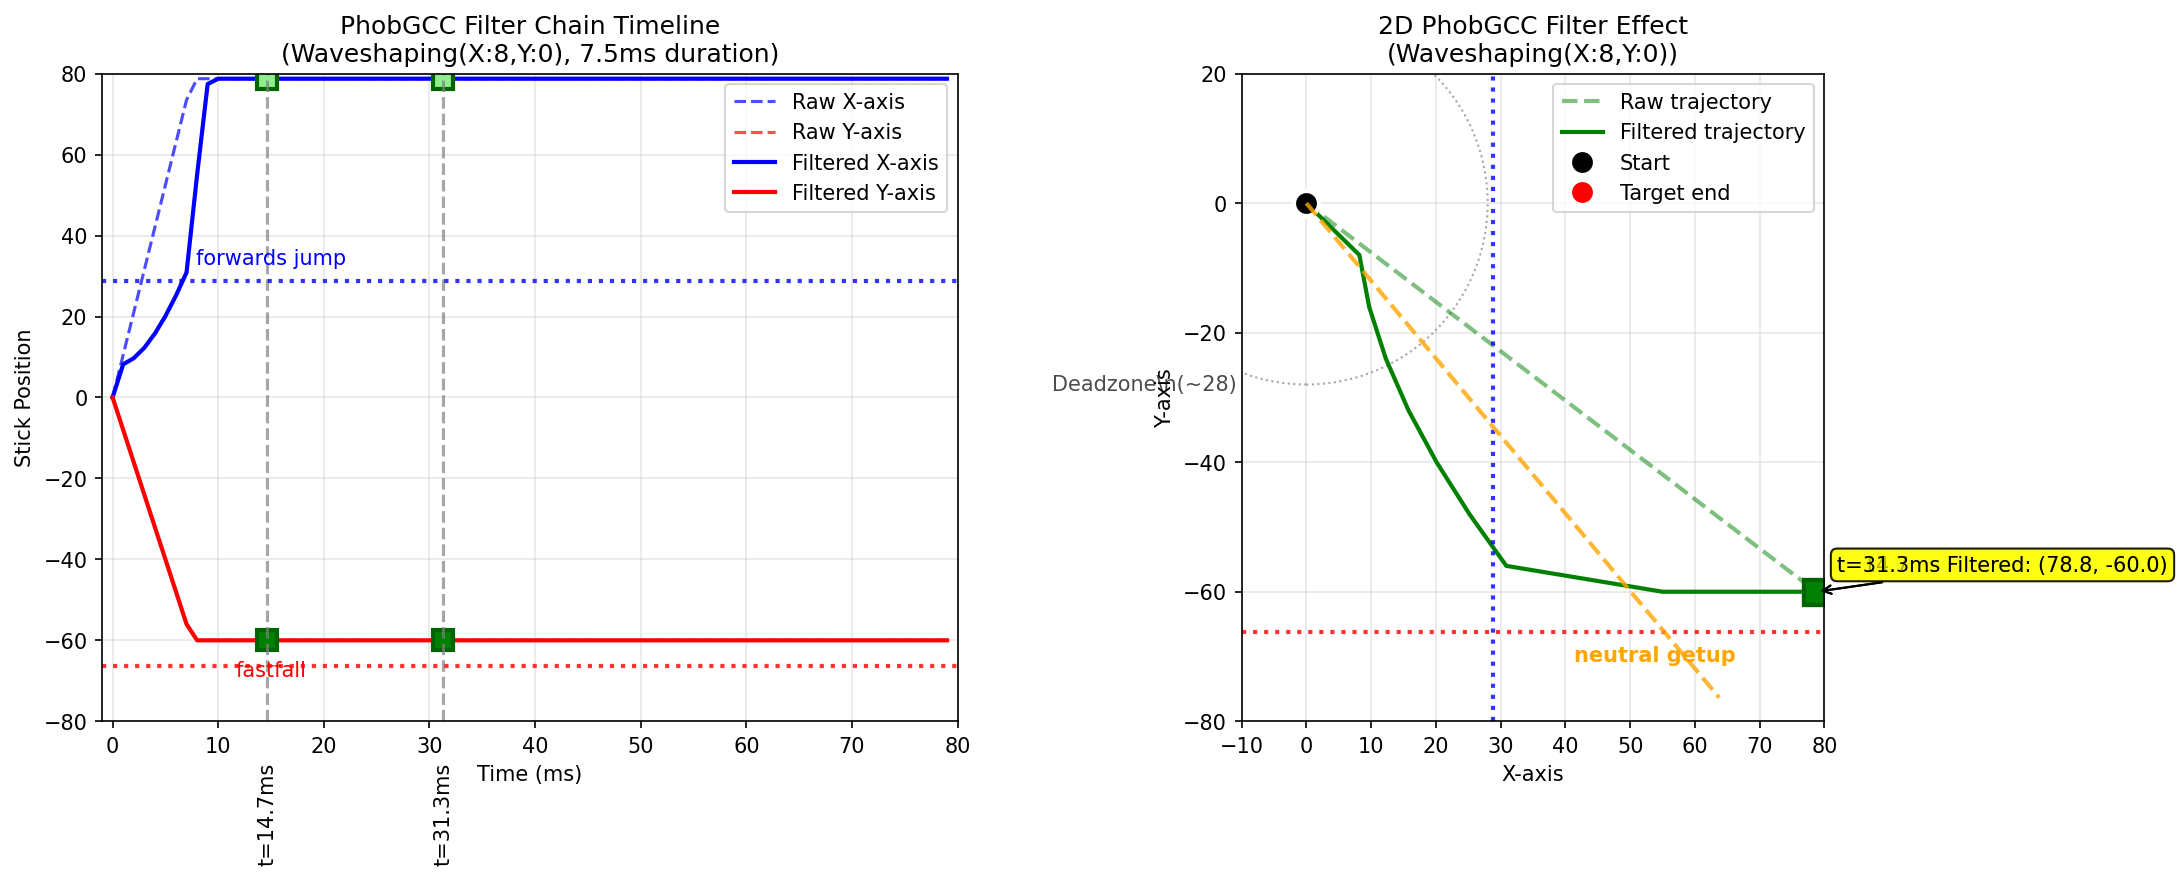 PhobGCC Filter Chain Timeline
(Waveshaping(X:8,Y:0), 7.5ms duration)
80
60
40
20
0
−20
−40
−60
−80
Stick Position
Raw X-axis
Raw Y-axis
Filtered X-axis
Filtered Y-axis
forwards jump
fastfall
0
10
20
30
40
50
60
70
80
Time (ms)
t=14.7ms
t=31.3ms
2D PhobGCC Filter Effect
(Waveshaping(X:8,Y:0))
20
0
−20
−40
−60
−80
Y-axis
Deadzone (~28)
Raw trajectory
Filtered trajectory
Start
Target end
t=31.3ms Filtered: (78.8, -60.0)
neutral getup
−10
0
10
20
30
40
50
60
70
80
X-axis